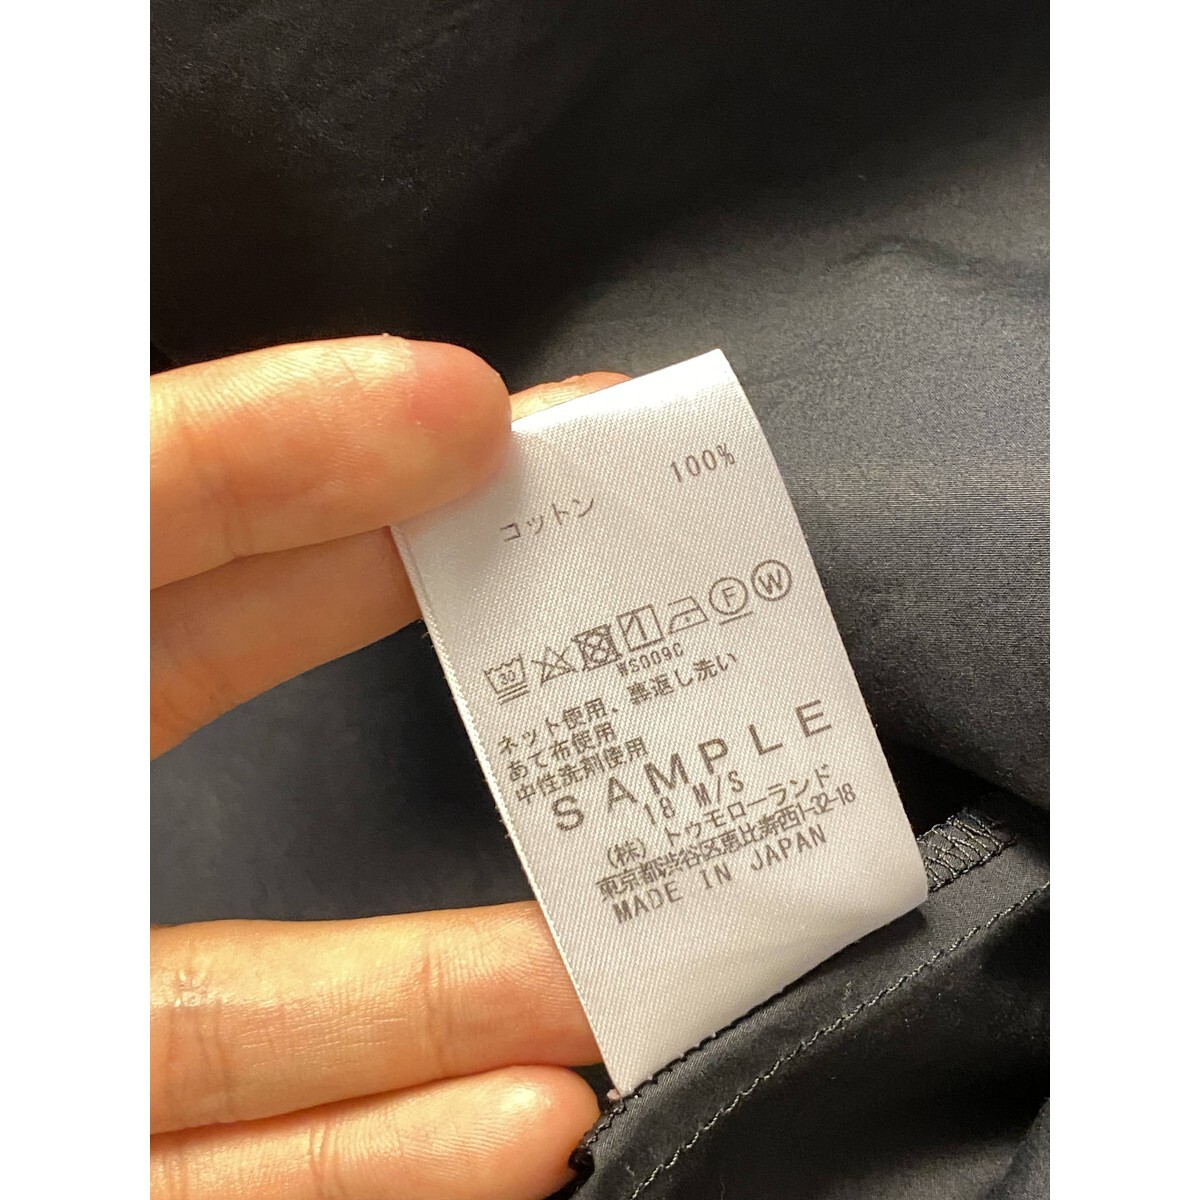 コットン 100%
30 F W
WS009C
ネット使用、裏返し洗い
あて布使用
中性洗剤使用
SAMPLE
18 M/S
(株) トゥモローランド
東京都渋谷区恵比寿西1-32-18
MADE IN JAPAN